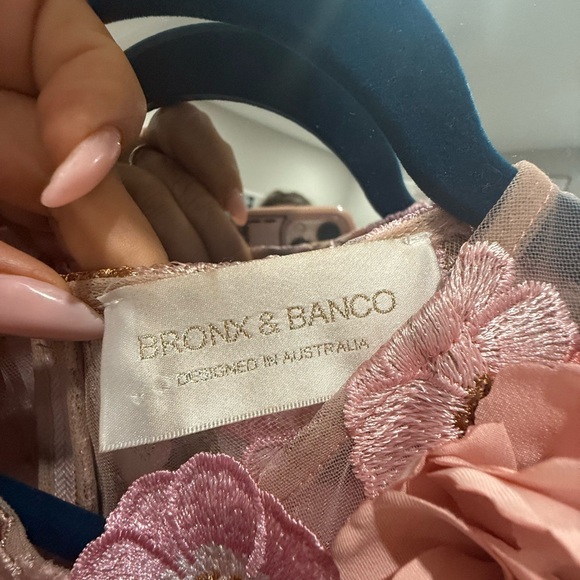 BRONX & BANCO
DESIGNED IN AUSTRALIA